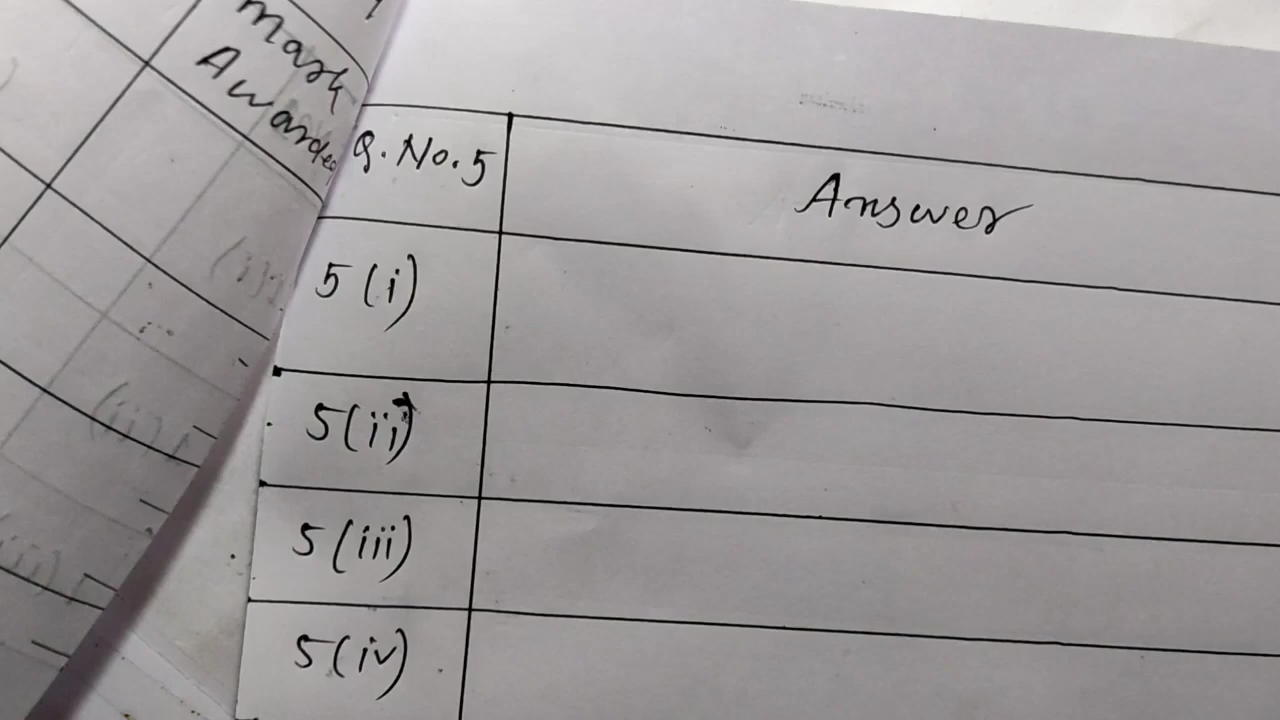 Mark
Awarded
Q. No. 5
Answer
5 (i)
5 (ii)
5 (iii)
5 (iv)